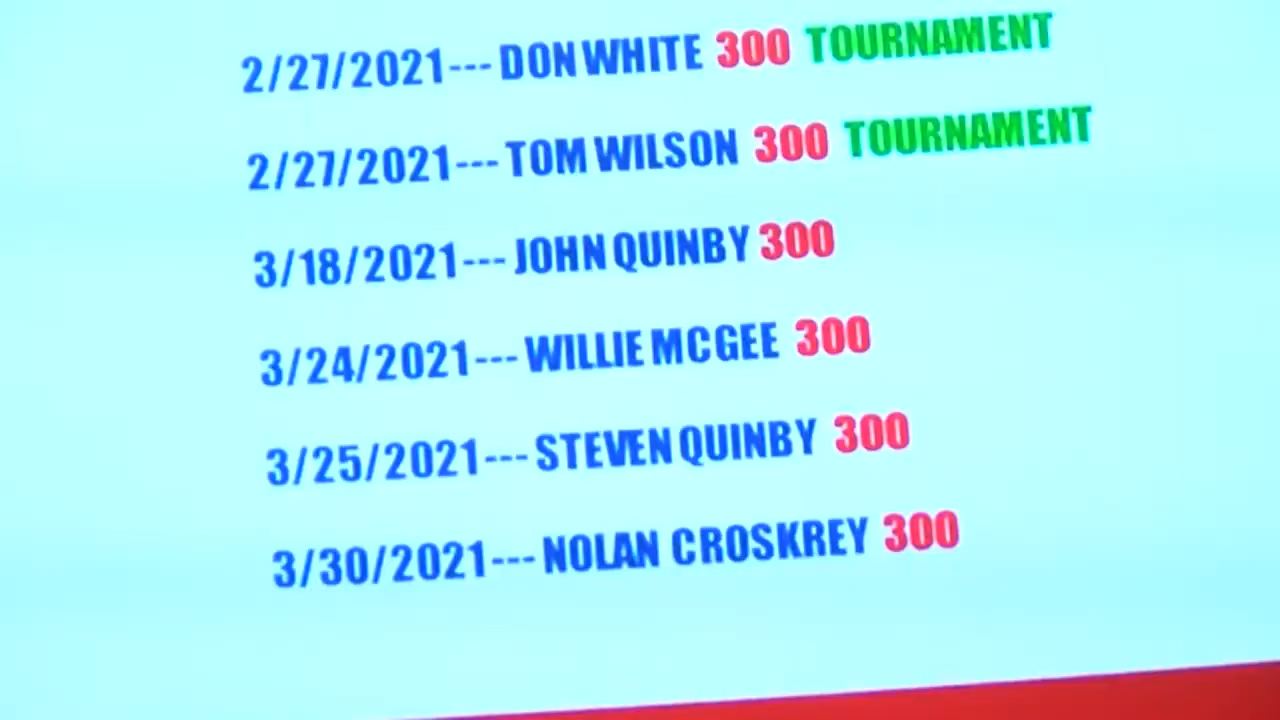 2/27/2021--- DON WHITE 300 TOURNAMENT
2/27/2021--- TOM WILSON 300 TOURNAMENT
3/18/2021--- JOHN QUINBY 300
3/24/2021--- WILLIE MCGEE 300
3/25/2021--- STEVEN QUINBY 300
3/30/2021--- NOLAN CROSKREY 300